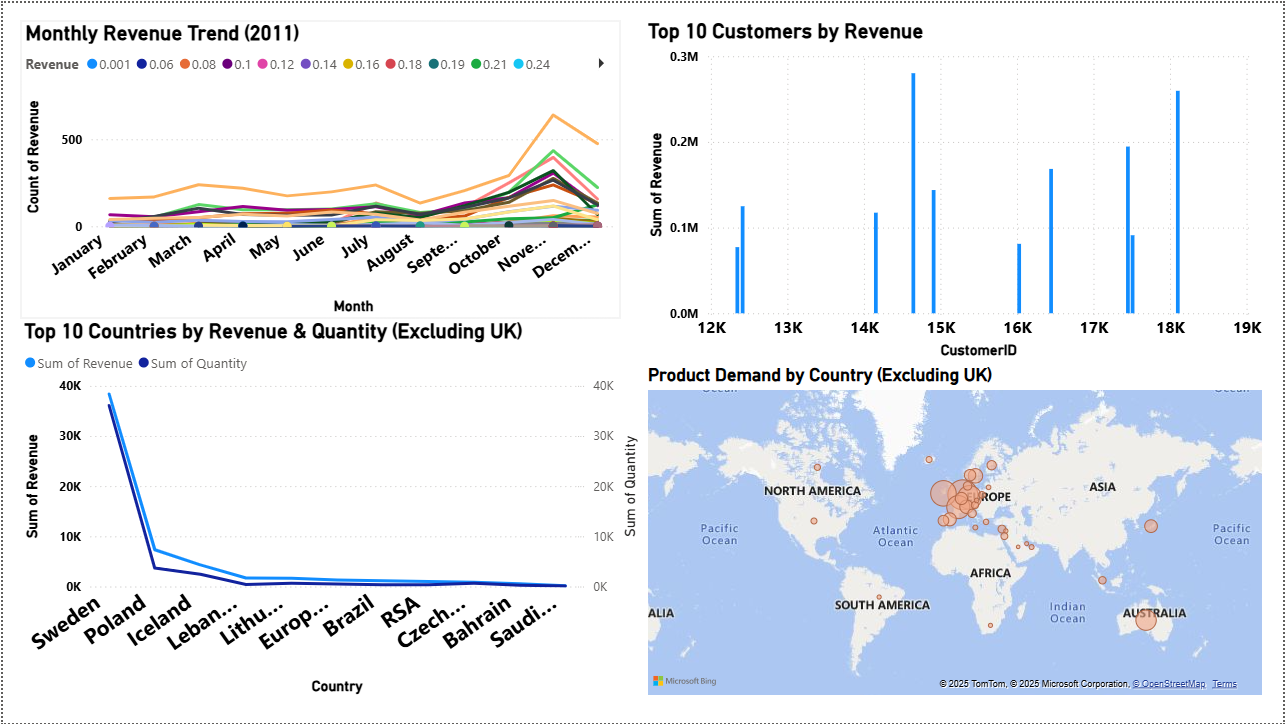 Monthly Revenue Trend (2011)
Revenue 0.001 0.06 0.08 0.1 0.12 0.14 0.16 0.18 0.19 0.21 0.24
Count of Revenue
500
0
January February March April May June July August Septe... October Nove... Decem...
Month
Top 10 Customers by Revenue
Sum of Revenue
0.3M
0.2M
0.1M
0.0M
12K 13K 14K 15K 16K 17K 18K 19K
CustomerID
Top 10 Countries by Revenue & Quantity (Excluding UK)
Sum of Revenue Sum of Quantity
Sum of Revenue
40K 40K
30K 30K
20K 20K
10K 10K
0K 0K
Sum of Quantity
Sweden Poland Iceland Leban... Lithu... Europ... Brazil RSA Czech... Bahrain Saudi...
Country
Product Demand by Country (Excluding UK)
Ocean
Ocean
NORTH AMERICA
EUROPE
ASIA
Pacific
Ocean
Atlantic
Ocean
Pacific
Ocean
AFRICA
SOUTH AMERICA
Indian
Ocean
ALIA
AUSTRALIA
Microsoft Bing
© 2025 TomTom, © 2025 Microsoft Corporation, © OpenStreetMap Terms